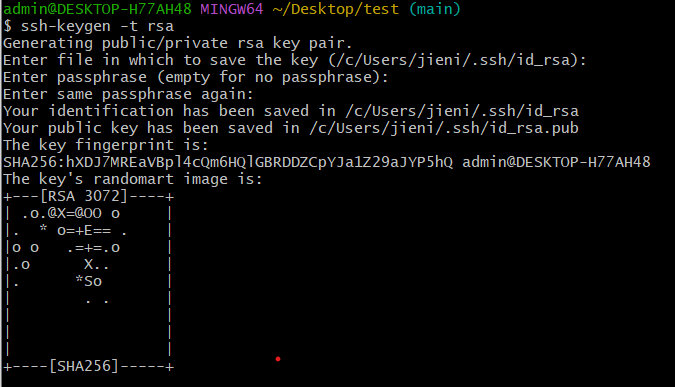 admin@DESKTOP-H77AH48 MINGW64 ~/Desktop/test (main)
$ ssh-keygen -t rsa
Generating public/private rsa key pair.
Enter file in which to save the key (/c/Users/jieni/.ssh/id_rsa):
Enter passphrase (empty for no passphrase):
Enter same passphrase again:
Your identification has been saved in /c/Users/jieni/.ssh/id_rsa
Your public key has been saved in /c/Users/jieni/.ssh/id_rsa.pub
The key fingerprint is:
SHA256:hXDJ7MREaVBpl4cQm6HQlGBRDDZCpYJa1Z29aJYP5hQ admin@DESKTOP-H77AH48
The key's randomart image is:
+---[RSA 3072]----+
| .o.@X=@OO o     |
|.  * o=+E== .    |
|o o   .=+=.o     |
|.o      X..      |
|.      *So       |
|        . .      |
|                 |
|                 |
|                 |
+----[SHA256]-----+